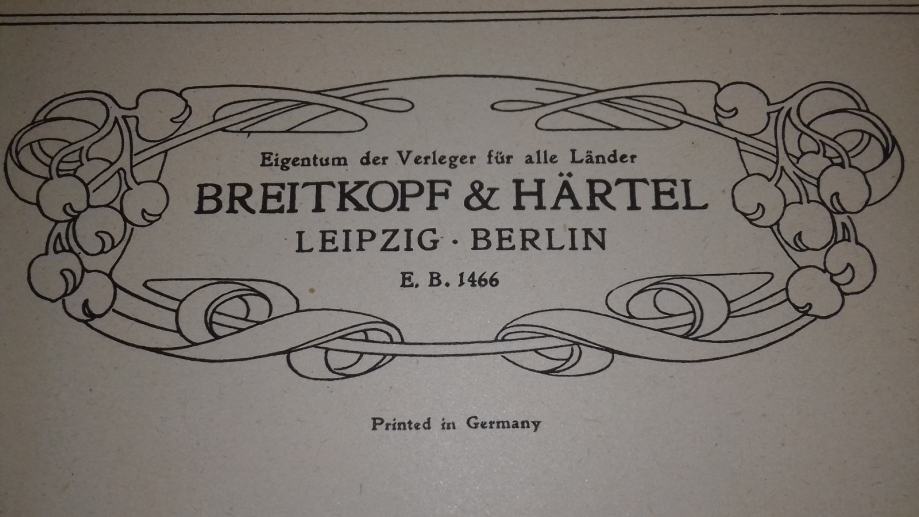 Eigentum der Verleger für alle Länder
BREITKOPF & HÄRTEL
LEIPZIG · BERLIN
E. B. 1466
Printed in Germany